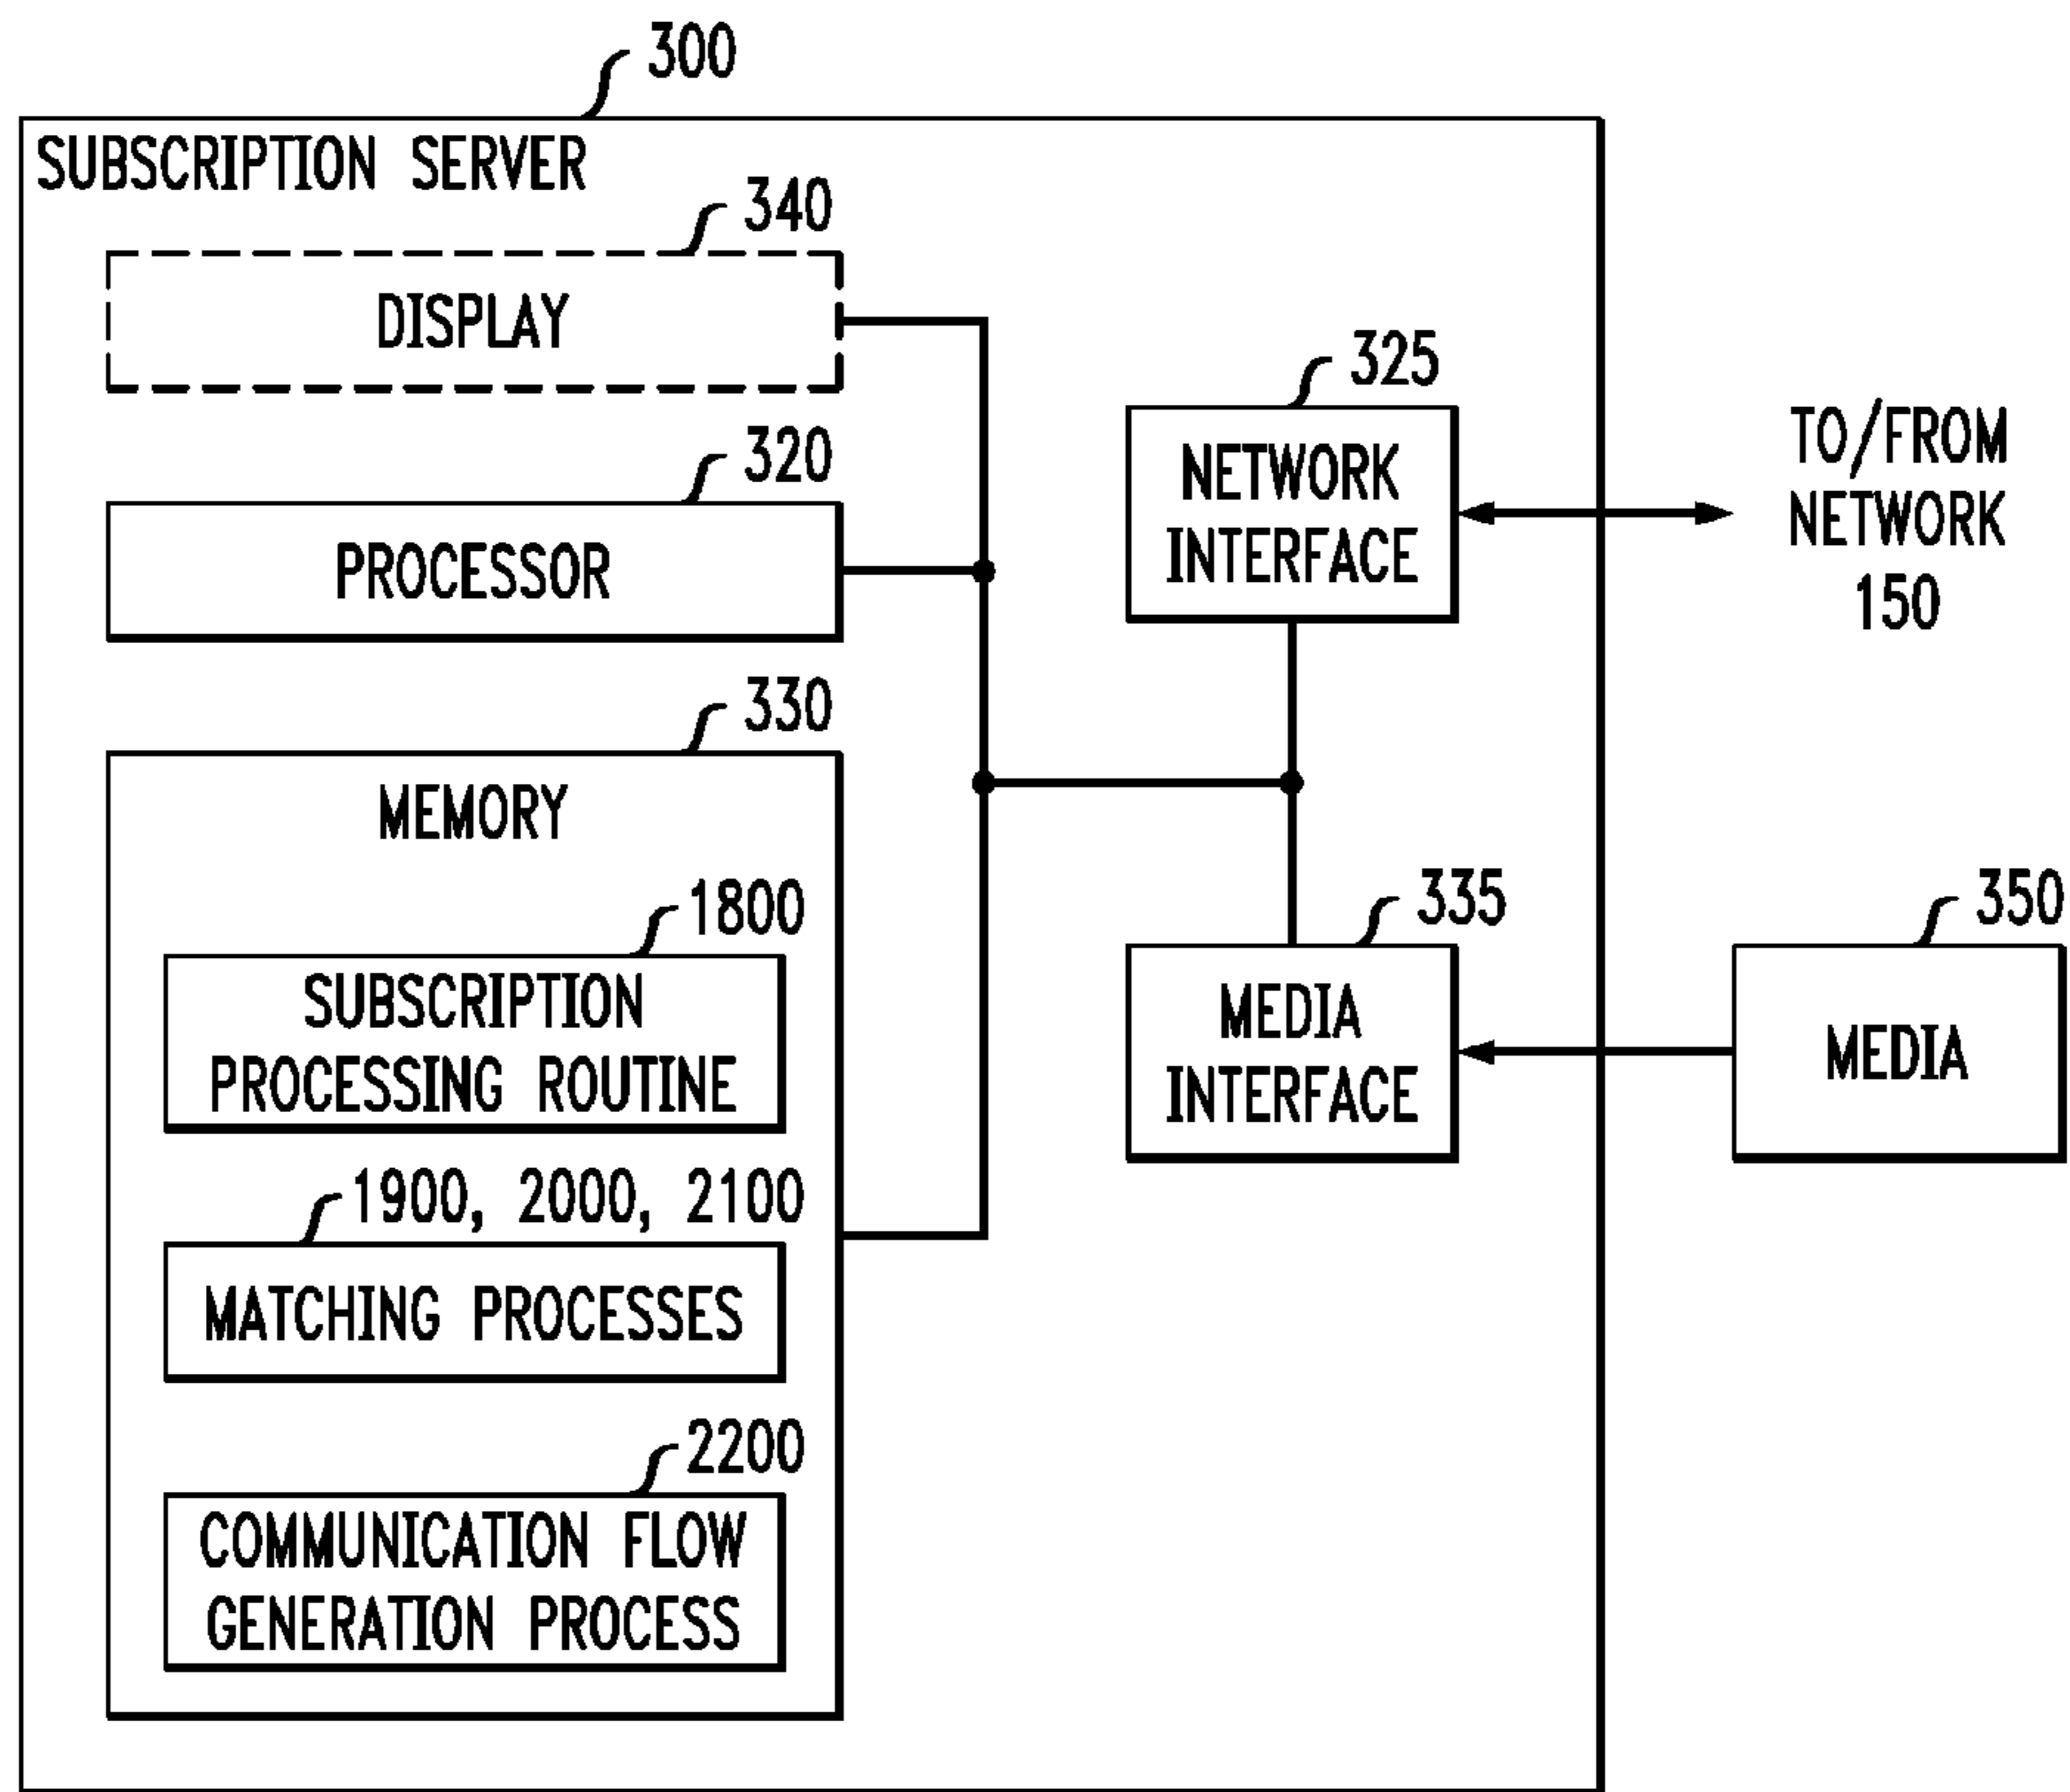 300
SUBSCRIPTION SERVER
340
DISPLAY
320
PROCESSOR
325
NETWORK
INTERFACE
TO/FROM
NETWORK
150
330
MEMORY
1800
SUBSCRIPTION
PROCESSING ROUTINE
1900, 2000, 2100
MATCHING PROCESSES
2200
COMMUNICATION FLOW
GENERATION PROCESS
335
MEDIA
INTERFACE
350
MEDIA